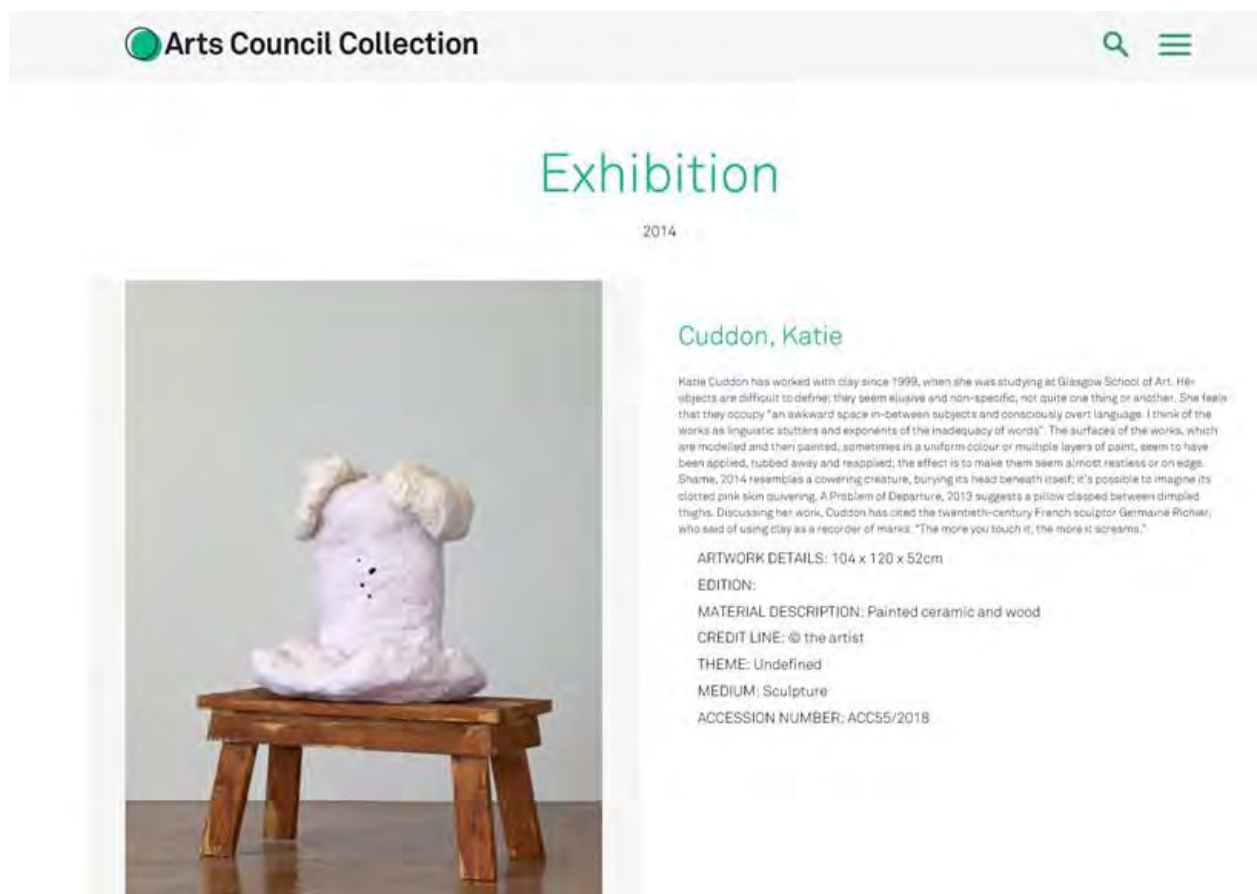 Arts Council Collection
Exhibition
2014
Cuddon, Katie
Katie Cuddon has worked with clay since 1999, when she was studying at Glasgow School of Art. Her
objects are difficult to define; they seem elusive and non-specific, not quite one thing or another. She feels
that they occupy "an awkward space in-between subjects and consciously overt language. I think of the
works as linguistic stutters and exponents of the inadequacy of words". The surfaces of the works, which
are modelled and then painted, sometimes in a uniform colour or multiple layers of paint, seem to have
been applied, rubbed away and reapplied; the effect is to make them seem almost restless or on edge.
Shame, 2014 resembles a cowering creature, burying its head beneath itself; it's possible to imagine its
clotted pink skin quivering. A Problem of Departure, 2013 suggests a pillow clasped between dimpled
thighs. Discussing her work, Cuddon has cited the twentieth-century French sculptor Germaine Richier,
who said of using clay as a recorder of marks: "The more you touch it, the more it screams."
ARTWORK DETAILS: 104 x 120 x 52cm
EDITION:
MATERIAL DESCRIPTION: Painted ceramic and wood
CREDIT LINE: © the artist
THEME: Undefined
MEDIUM: Sculpture
ACCESSION NUMBER: ACC55/2018